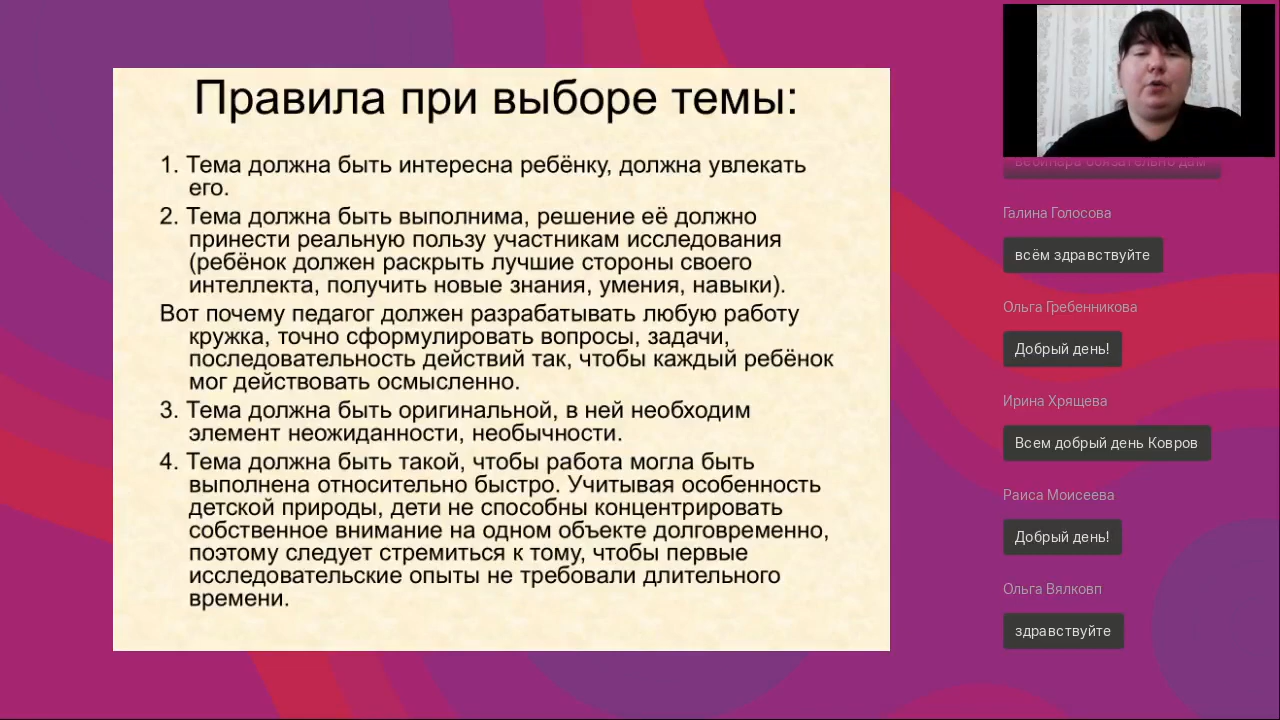 Правила при выборе темы:
1. Тема должна быть интересна ребёнку, должна увлекать
его.
2. Тема должна быть выполнима, решение её должно
принести реальную пользу участникам исследования
(ребёнок должен раскрыть лучшие стороны своего
интеллекта, получить новые знания, умения, навыки).
Вот почему педагог должен разрабатывать любую работу
кружка, точно сформулировать вопросы, задачи,
последовательность действий так, чтобы каждый ребёнок
мог действовать осмысленно.
3. Тема должна быть оригинальной, в ней необходим
элемент неожиданности, необычности.
4. Тема должна быть такой, чтобы работа могла быть
выполнена относительно быстро. Учитывая особенность
детской природы, дети не способны концентрировать
собственное внимание на одном объекте долговременно,
поэтому следует стремиться к тому, чтобы первые
исследовательские опыты не требовали длительного
времени.
вебинара обязательно дам
Галина Голосова
всём здравствуйте
Ольга Гребенникова
Добрый день!
Ирина Хрящева
Всем добрый день Ковров
Раиса Моисеева
Добрый день!
Ольга Вялковп
здравствуйте